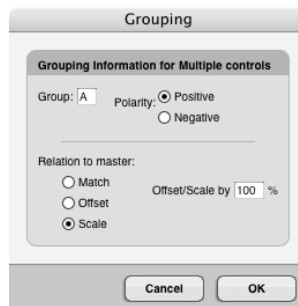 Grouping
Grouping Information for Multiple controls
Group: A Polarity: Positive
Negative
Relation to master:
Match Offset/Scale by 100 %
Offset
Scale
Cancel OK